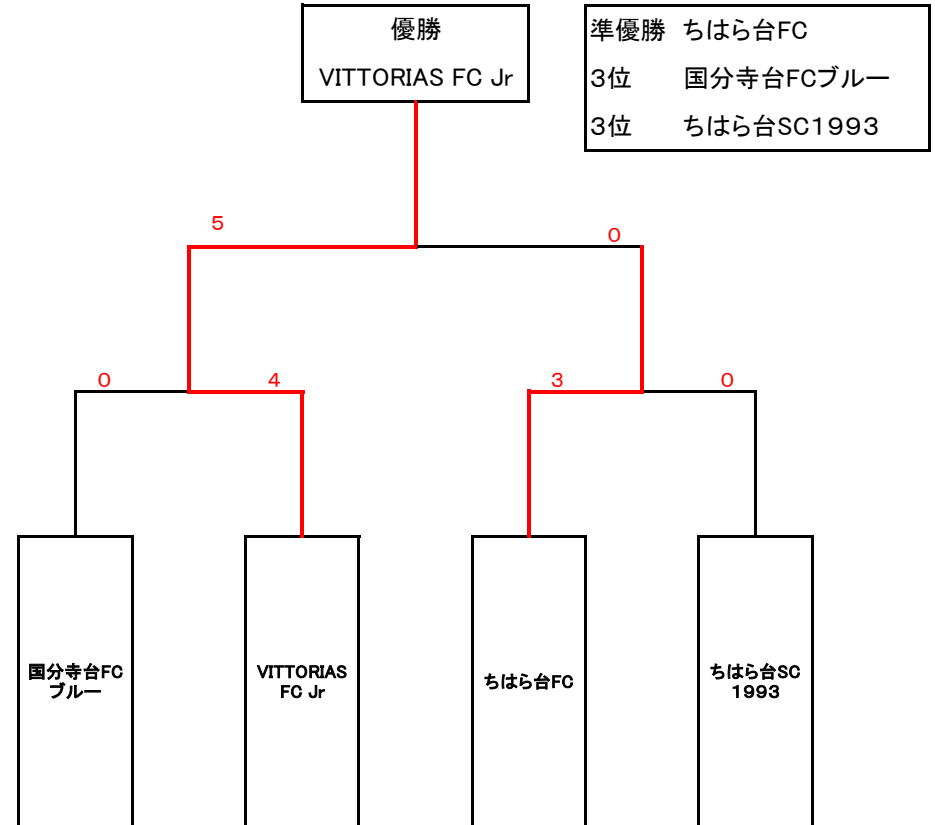 優勝
VITTORIAS FC Jr
準優勝 ちはら台FC
3位 国分寺台FCブルー
3位 ちはら台SC1993
5
0
0
4
3
0
国分寺台FC
ブルー
VITTORIAS
FC Jr
ちはら台FC
ちはら台SC
1993